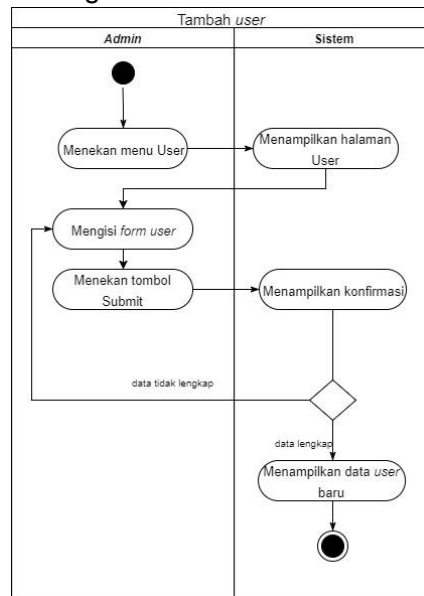 Tambah user
Admin
Sistem
Menekan menu User
Menampilkan halaman
User
Mengisi form user
Menekan tombol
Submit
Menampilkan konfirmasi
data tidak lengkap
data lengkap
Menampilkan data user
baru